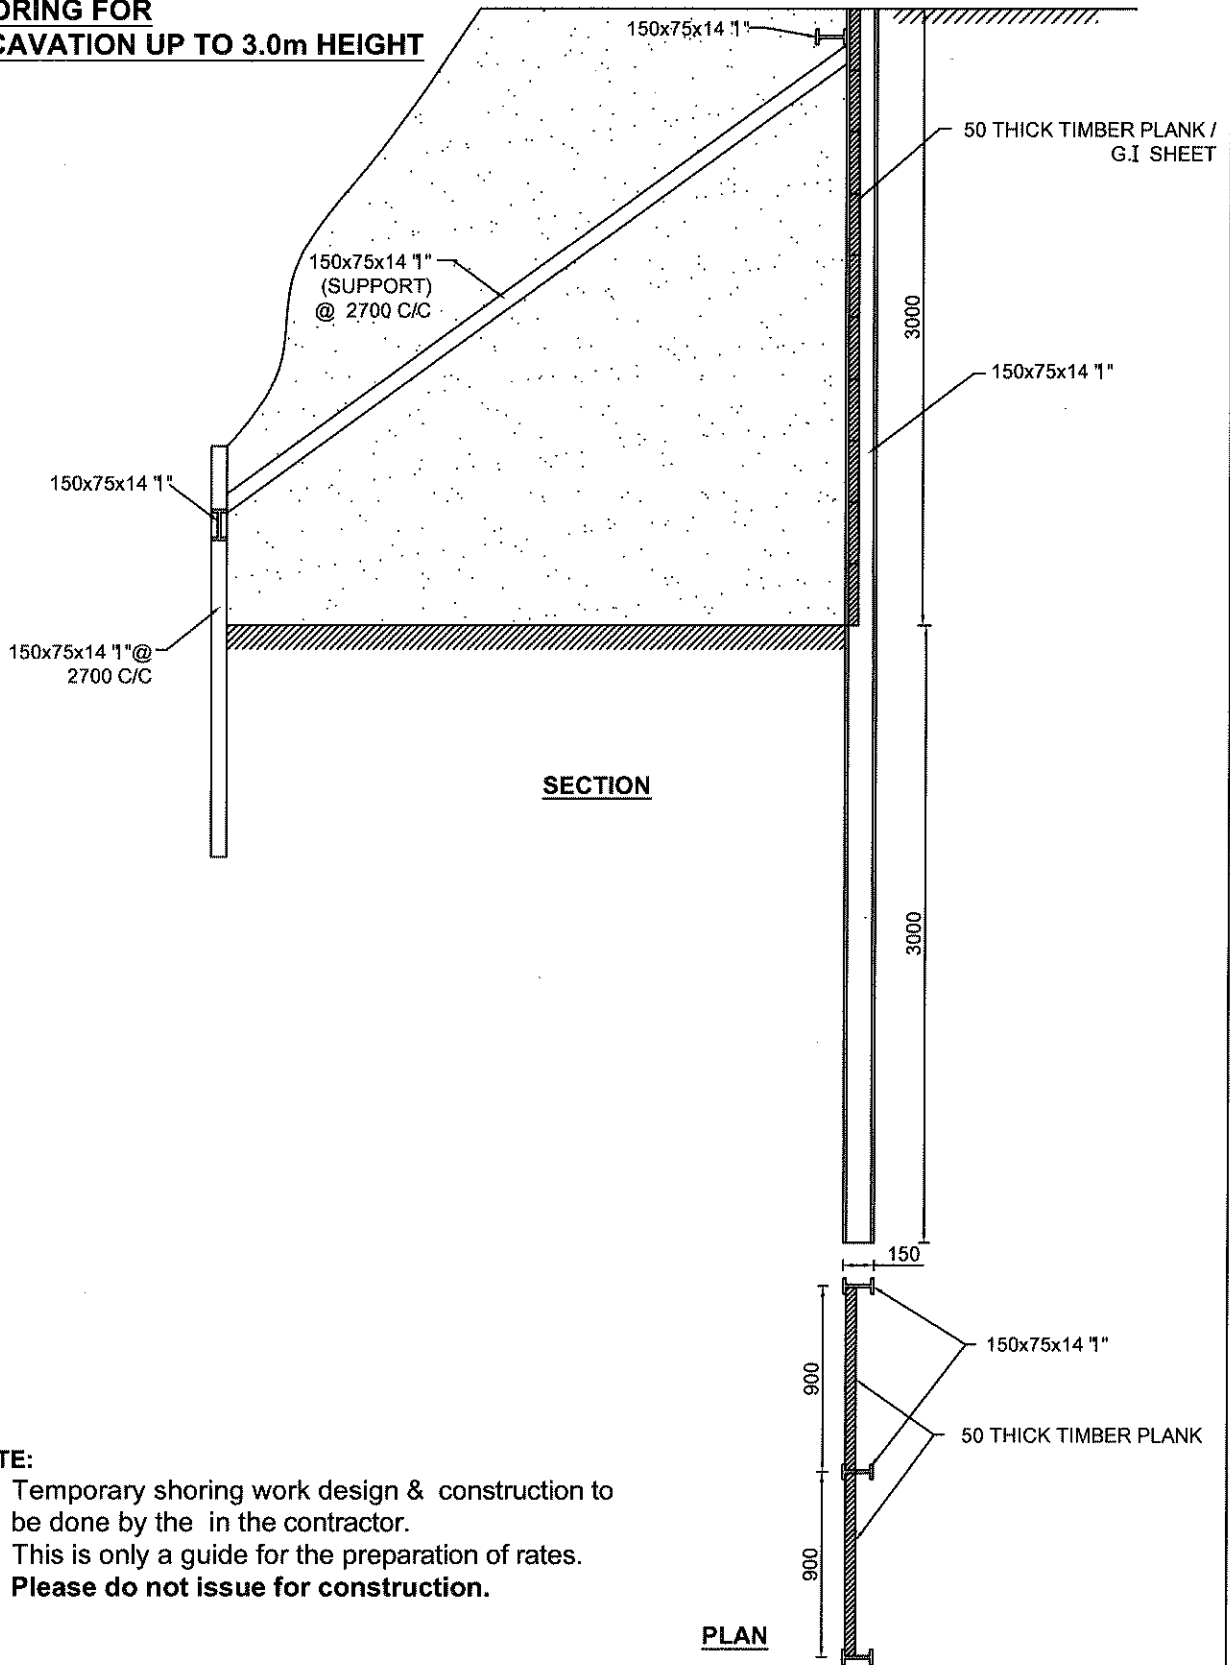 ORING FOR
CAVATION UP TO 3.0m HEIGHT
150x75x14 "I"
50 THICK TIMBER PLANK /
G.I SHEET
150x75x14 "I"
(SUPPORT)
@ 2700 C/C
3000
150x75x14 "I"
150x75x14 "I"
150x75x14 "I"@
2700 C/C
SECTION
3000
150
150x75x14 "I"
900
50 THICK TIMBER PLANK
900
TE:
Temporary shoring work design & construction to
be done by the in the contractor.
This is only a guide for the preparation of rates.
Please do not issue for construction.
PLAN